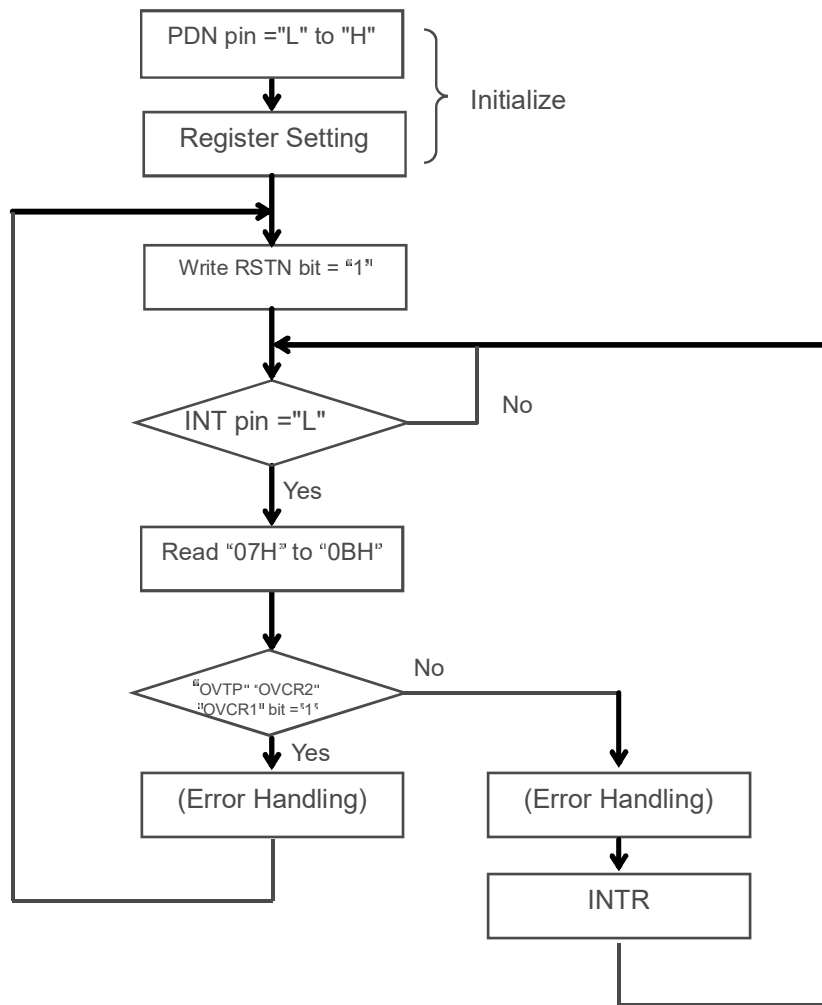 PDN pin ="L" to "H"
Initialize
Register Setting
Write RSTN bit = “1”
INT pin ="L"
No
Yes
Read “07H” to “0BH”
No
“OVTP" "OVCR2"
"OVCR1" bit ="1"
Yes
(Error Handling)
(Error Handling)
INTR